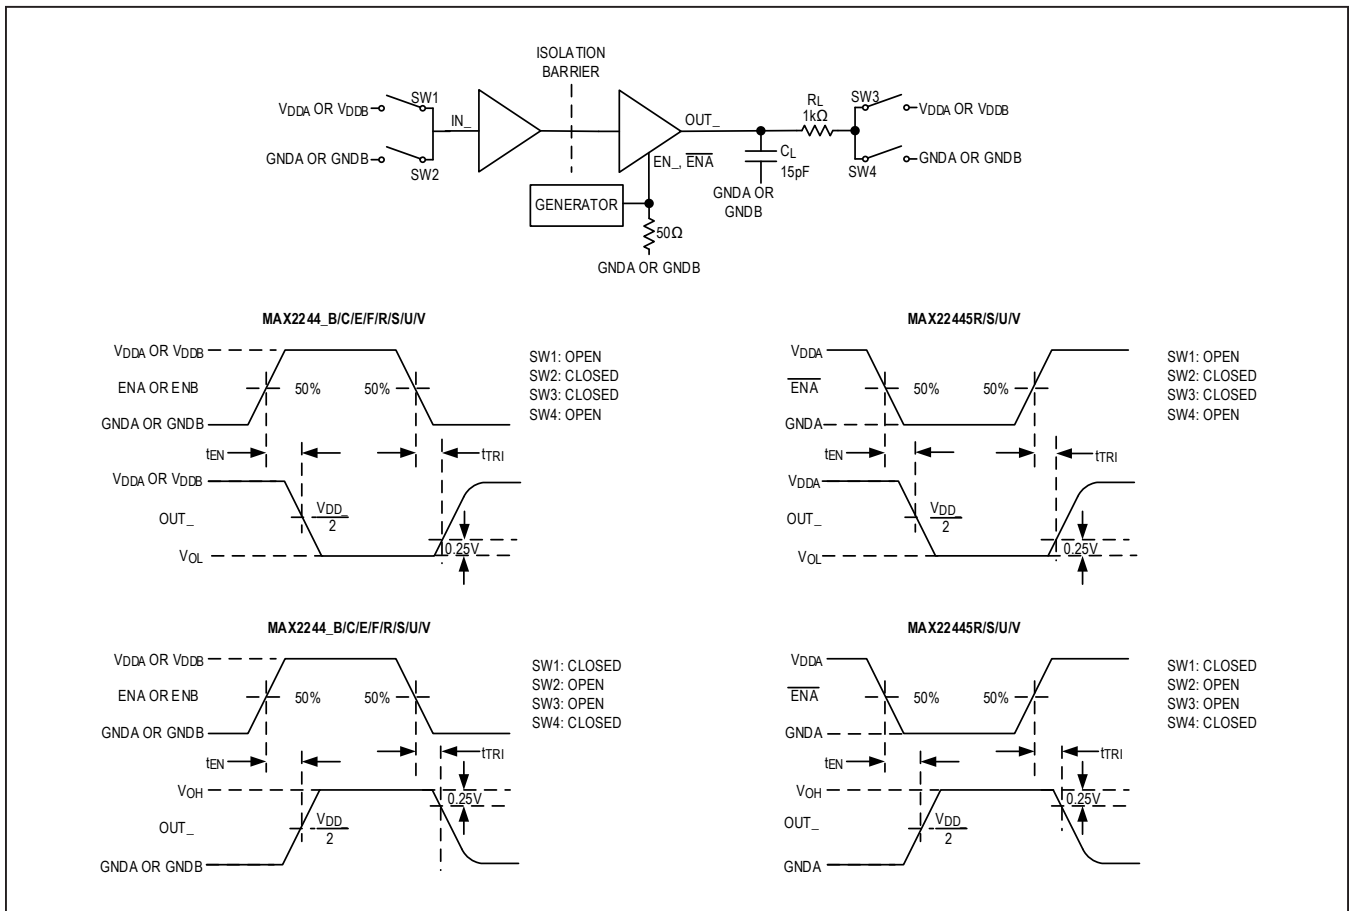 ISOLATION
BARRIER
VDDA OR VDDB
SW1
IN_
OUT_
RL
1kΩ
SW3
VDDA OR VDDB
GNDA OR GNDB
SW2
EN_, ENA
CL
15pF
SW4
GNDA OR GNDB
GENERATOR
GNDA OR
GNDB
50Ω
GNDA OR GNDB
MAX2244_B/C/E/F/R/S/U/V
VDDA OR VDDB
ENA OR ENB
50%
50%
GNDA OR GNDB
tEN
tTRI
VDDA OR VDDB
OUT_
VDD_
2
0.25V
VOL
SW1: OPEN
SW2: CLOSED
SW3: CLOSED
SW4: OPEN
MAX22445R/S/U/V
VDDA
ENA
50%
50%
GNDA
tEN
tTRI
VDDA
OUT_
VDD_
2
0.25V
VOL
SW1: OPEN
SW2: CLOSED
SW3: CLOSED
SW4: OPEN
MAX2244_B/C/E/F/R/S/U/V
VDDA OR VDDB
ENA OR ENB
50%
50%
GNDA OR GNDB
tEN
tTRI
VOH
0.25V
OUT_
VDD_
2
GNDA OR GNDB
SW1: CLOSED
SW2: OPEN
SW3: OPEN
SW4: CLOSED
MAX22445R/S/U/V
VDDA
ENA
50%
50%
GNDA
tEN
tTRI
VOH
0.25V
OUT_
VDD_
2
GNDA
SW1: CLOSED
SW2: OPEN
SW3: OPEN
SW4: CLOSED